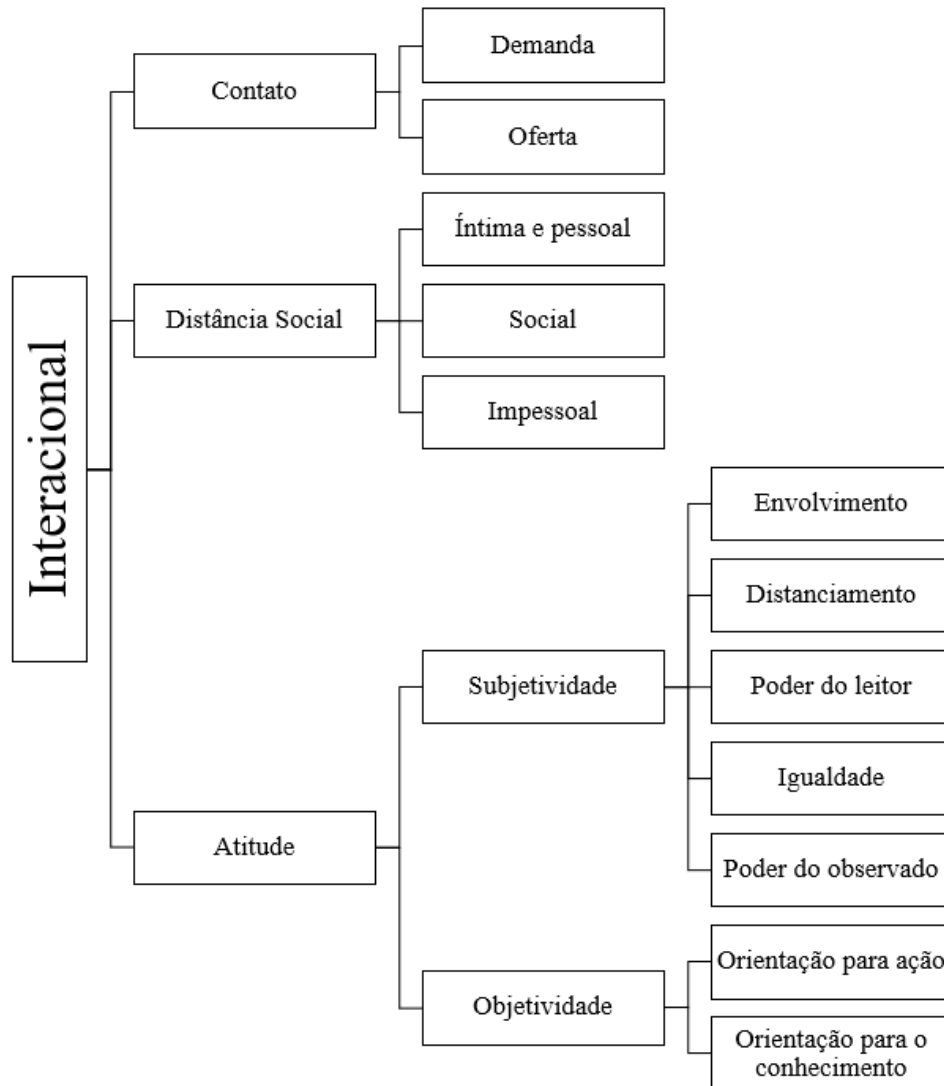 Interacional
Contato
Demanda
Oferta
Distância Social
Íntima e pessoal
Social
Impessoal
Atitude
Subjetividade
Envolvimento
Distanciamento
Poder do leitor
Igualdade
Poder do observado
Objetividade
Orientação para ação
Orientação para o
conhecimento